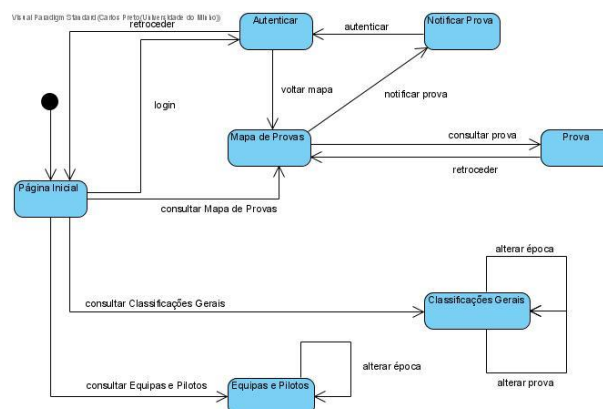 Visual Paradigm Standard(Carlos Preto(Universidade do Minho))
retroceder
Autenticar
autenticar
Notificar Prova
voltar mapa
notificar prova
login
Mapa de Provas
consultar prova
Prova
retroceder
Página Inicial
consultar Mapa de Provas
alterar época
consultar Classificações Gerais
Classificações Gerais
alterar época
consultar Equipas e Pilotos
Equipas e Pilotos
alterar prova